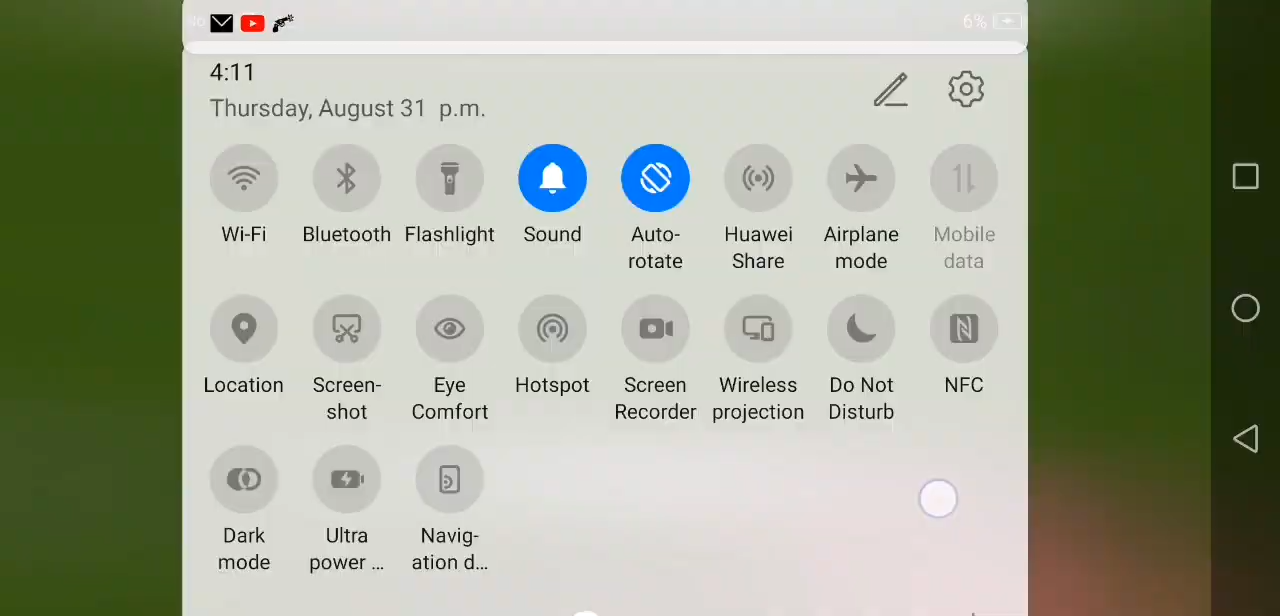 6%
4:11
Thursday, August 31 p.m.
Wi-Fi
Bluetooth
Flashlight
Sound
Auto-
rotate
Huawei
Share
Airplane
mode
Mobile
data
Location
Screen-
shot
Eye
Comfort
Hotspot
Screen
Recorder
Wireless
projection
Do Not
Disturb
NFC
Dark
mode
Ultra
power ...
Navig-
ation d...